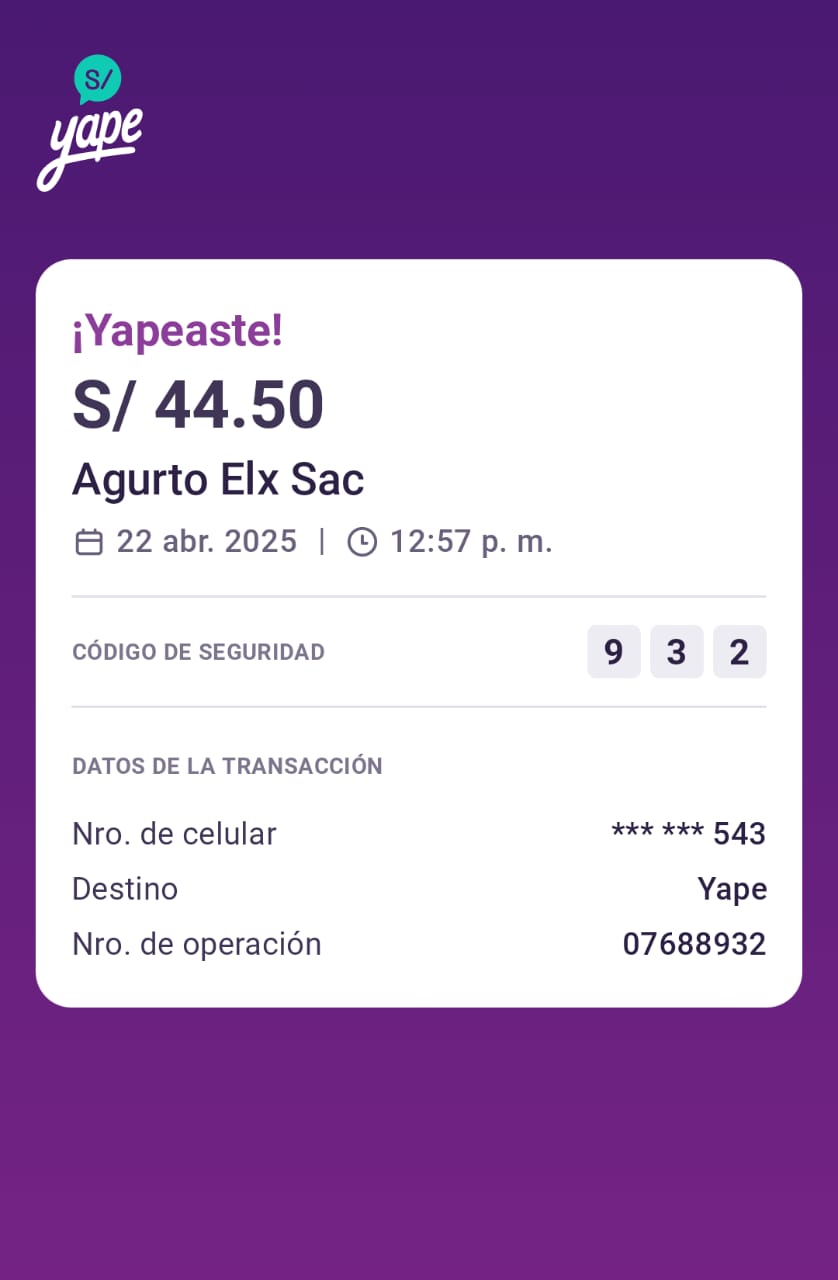 S/
yape
¡Yapeaste!
S/ 44.50
Agurto Elx Sac
22 abr. 2025 | 12:57 p. m.
CÓDIGO DE SEGURIDAD 9 3 2
DATOS DE LA TRANSACCIÓN
Nro. de celular *** *** 543
Destino Yape
Nro. de operación 07688932